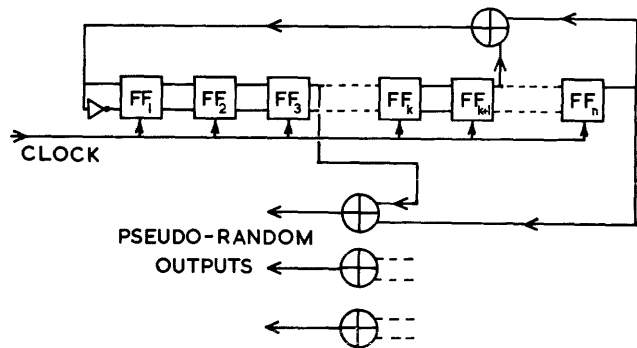 FF1 FF2 FF3 FFk FFk+1 FFn
CLOCK
PSEUDO-RANDOM
OUTPUTS